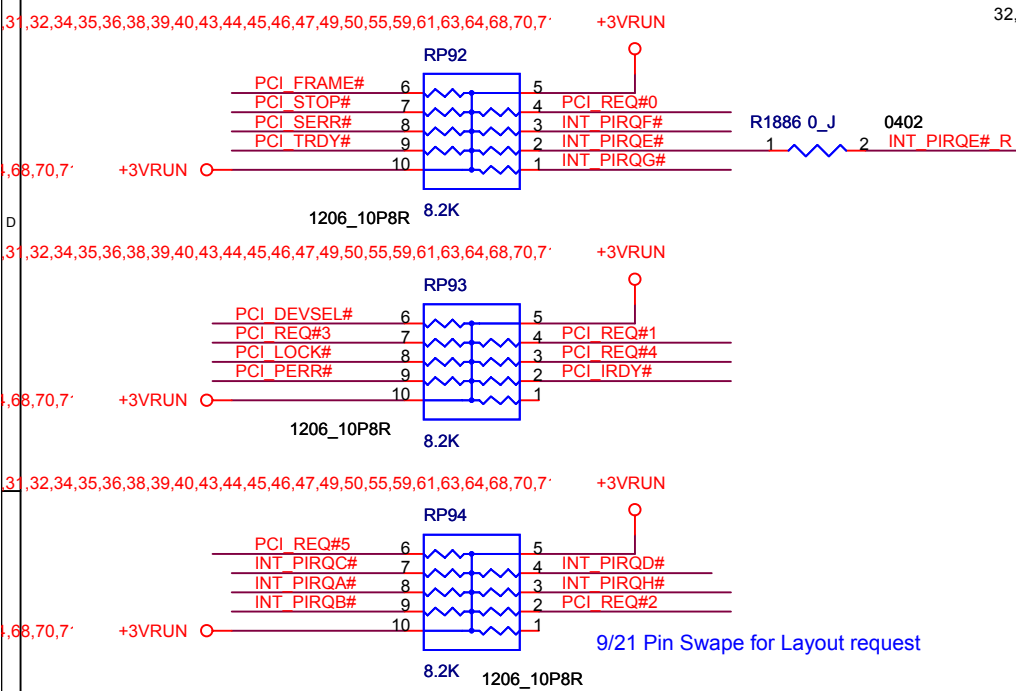 ,31,32,34,35,36,38,39,40,43,44,45,46,47,49,50,55,59,61,63,64,68,70,7 +3VRUN 32,
RP92
PCI_FRAME# 6 5
PCI_STOP# 7 4 PCI_REQ#0
PCI_SERR# 8 3 INT_PIRQF# R1886 0_J 0402
PCI_TRDY# 9 2 INT_PIRQE# 1 2 INT_PIRQE#_R
,68,70,7 +3VRUN 10 1 INT_PIRQG#
1206_10P8R 8.2K
D
,31,32,34,35,36,38,39,40,43,44,45,46,47,49,50,55,59,61,63,64,68,70,7 +3VRUN
RP93
PCI_DEVSEL# 6 5
PCI_REQ#3 7 4 PCI_REQ#1
PCI_LOCK# 8 3 PCI_REQ#4
PCI_PERR# 9 2 PCI_IRDY#
,68,70,7 +3VRUN 10 1
1206_10P8R 8.2K
,31,32,34,35,36,38,39,40,43,44,45,46,47,49,50,55,59,61,63,64,68,70,7 +3VRUN
RP94
PCI_REQ#5 6 5
INT_PIRQC# 7 4 INT_PIRQD#
INT_PIRQA# 8 3 INT_PIRQH#
INT_PIRQB# 9 2 PCI_REQ#2
,68,70,7 +3VRUN 10 1
9/21 Pin Swape for Layout request
8.2K 1206_10P8R